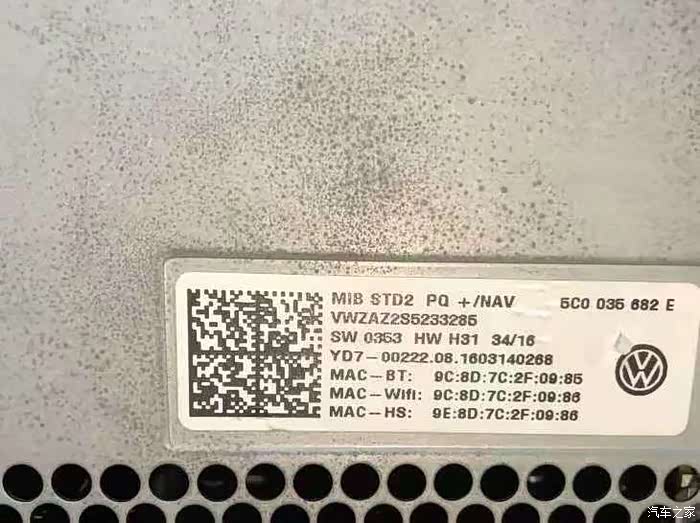 MIB STD2 PQ +/NAV 5C0 035 682 E
VWZAZ2S5233285
SW 0353 HW H31 34/16
YD7-00222.08.1603140268
MAC-BT: 9C:8D:7C:2F:09:85
MAC-Wifi: 9C:8D:7C:2F:09:86
MAC-HS: 9E:8D:7C:2F:09:86
汽车之家